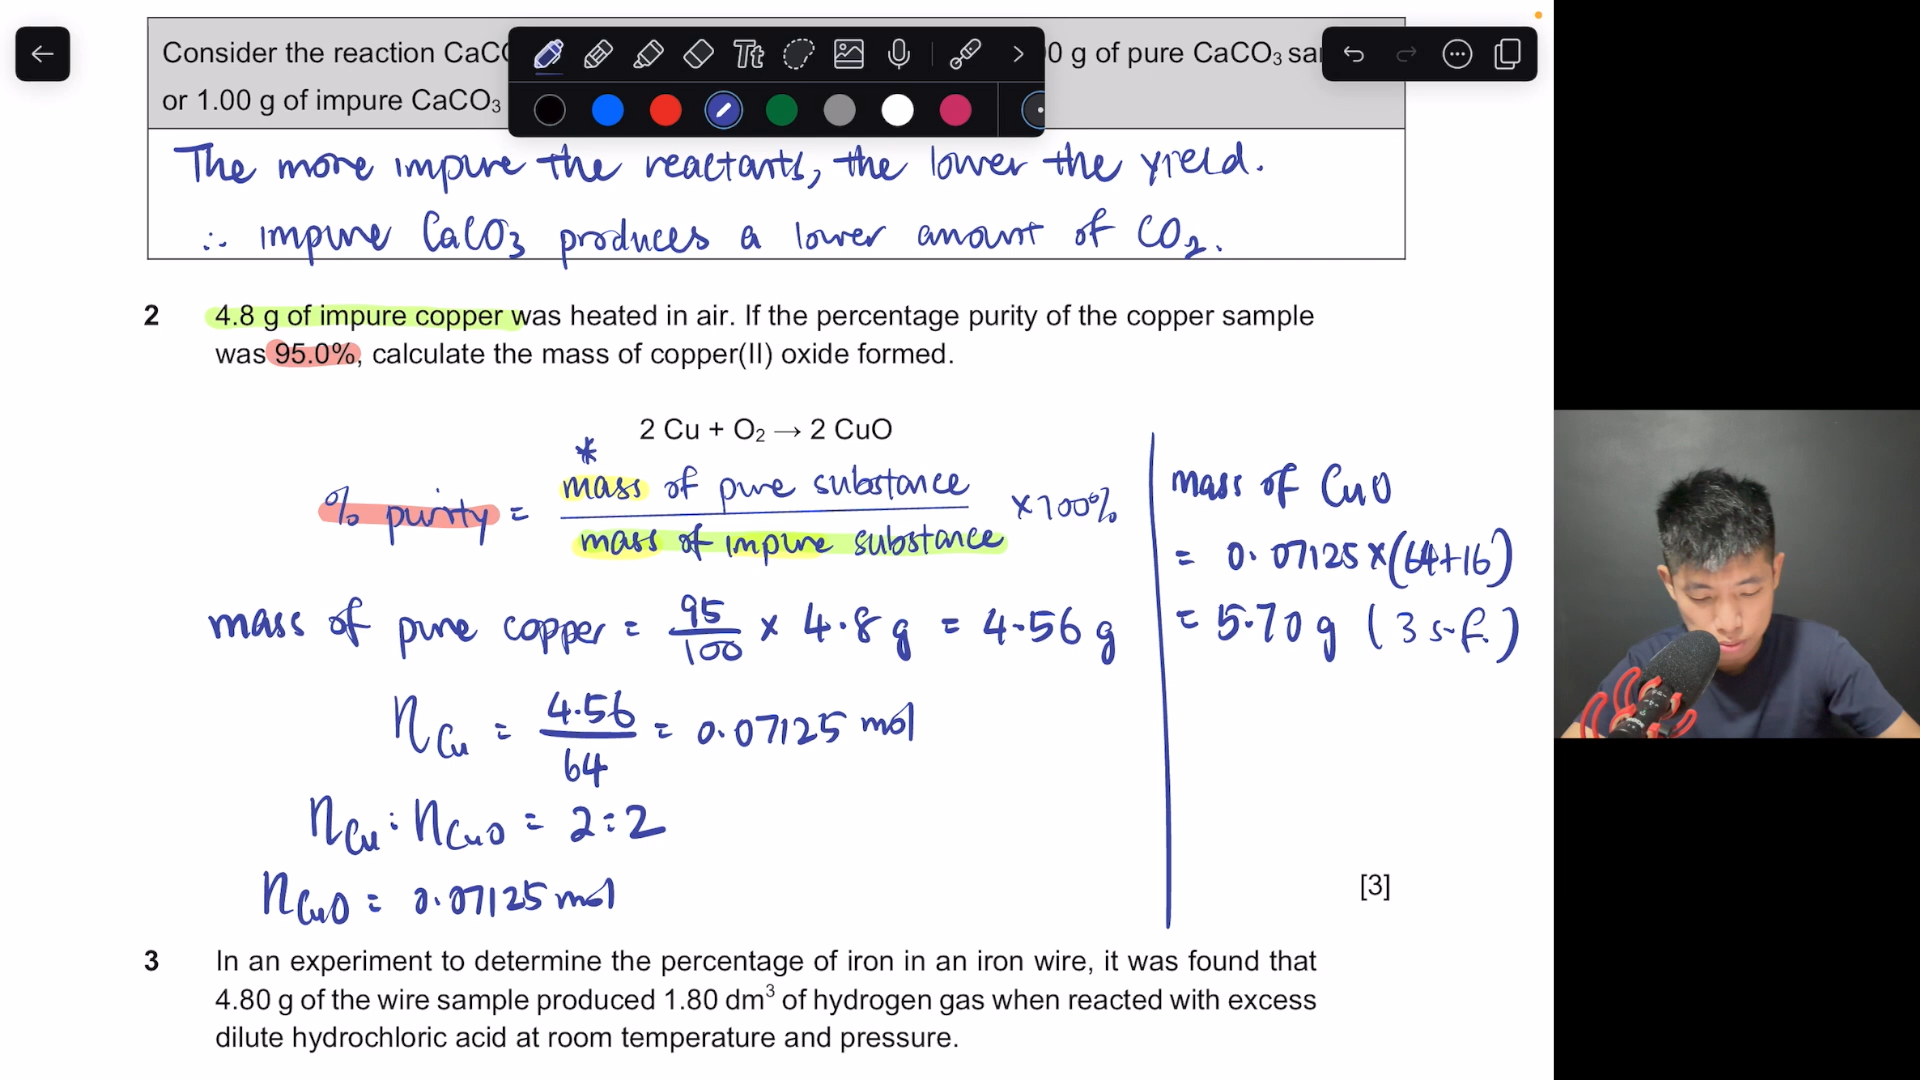 Consider the reaction CaC 0 g of pure CaCO₃ sa
or 1.00 g of impure CaCO₃
Tt
The more impure the reactants, the lower the yield.
∴ impure CaCO₃ produces a lower amount of CO₂.
2 4.8 g of impure copper was heated in air. If the percentage purity of the copper sample
was 95.0%, calculate the mass of copper(II) oxide formed.
2 Cu + O₂ → 2 CuO
*
% purity = mass of pure substance / mass of impure substance ×100%
mass of pure copper = 95/100 × 4.8 g = 4.56 g
nCu = 4.56/64 = 0.07125 mol
nCu : nCuO = 2:2
nCuO = 0.07125 mol
mass of CuO
= 0.07125 ×(64+16)
= 5.70 g (3 s.f.)
[3]
3 In an experiment to determine the percentage of iron in an iron wire, it was found that
4.80 g of the wire sample produced 1.80 dm³ of hydrogen gas when reacted with excess
dilute hydrochloric acid at room temperature and pressure.